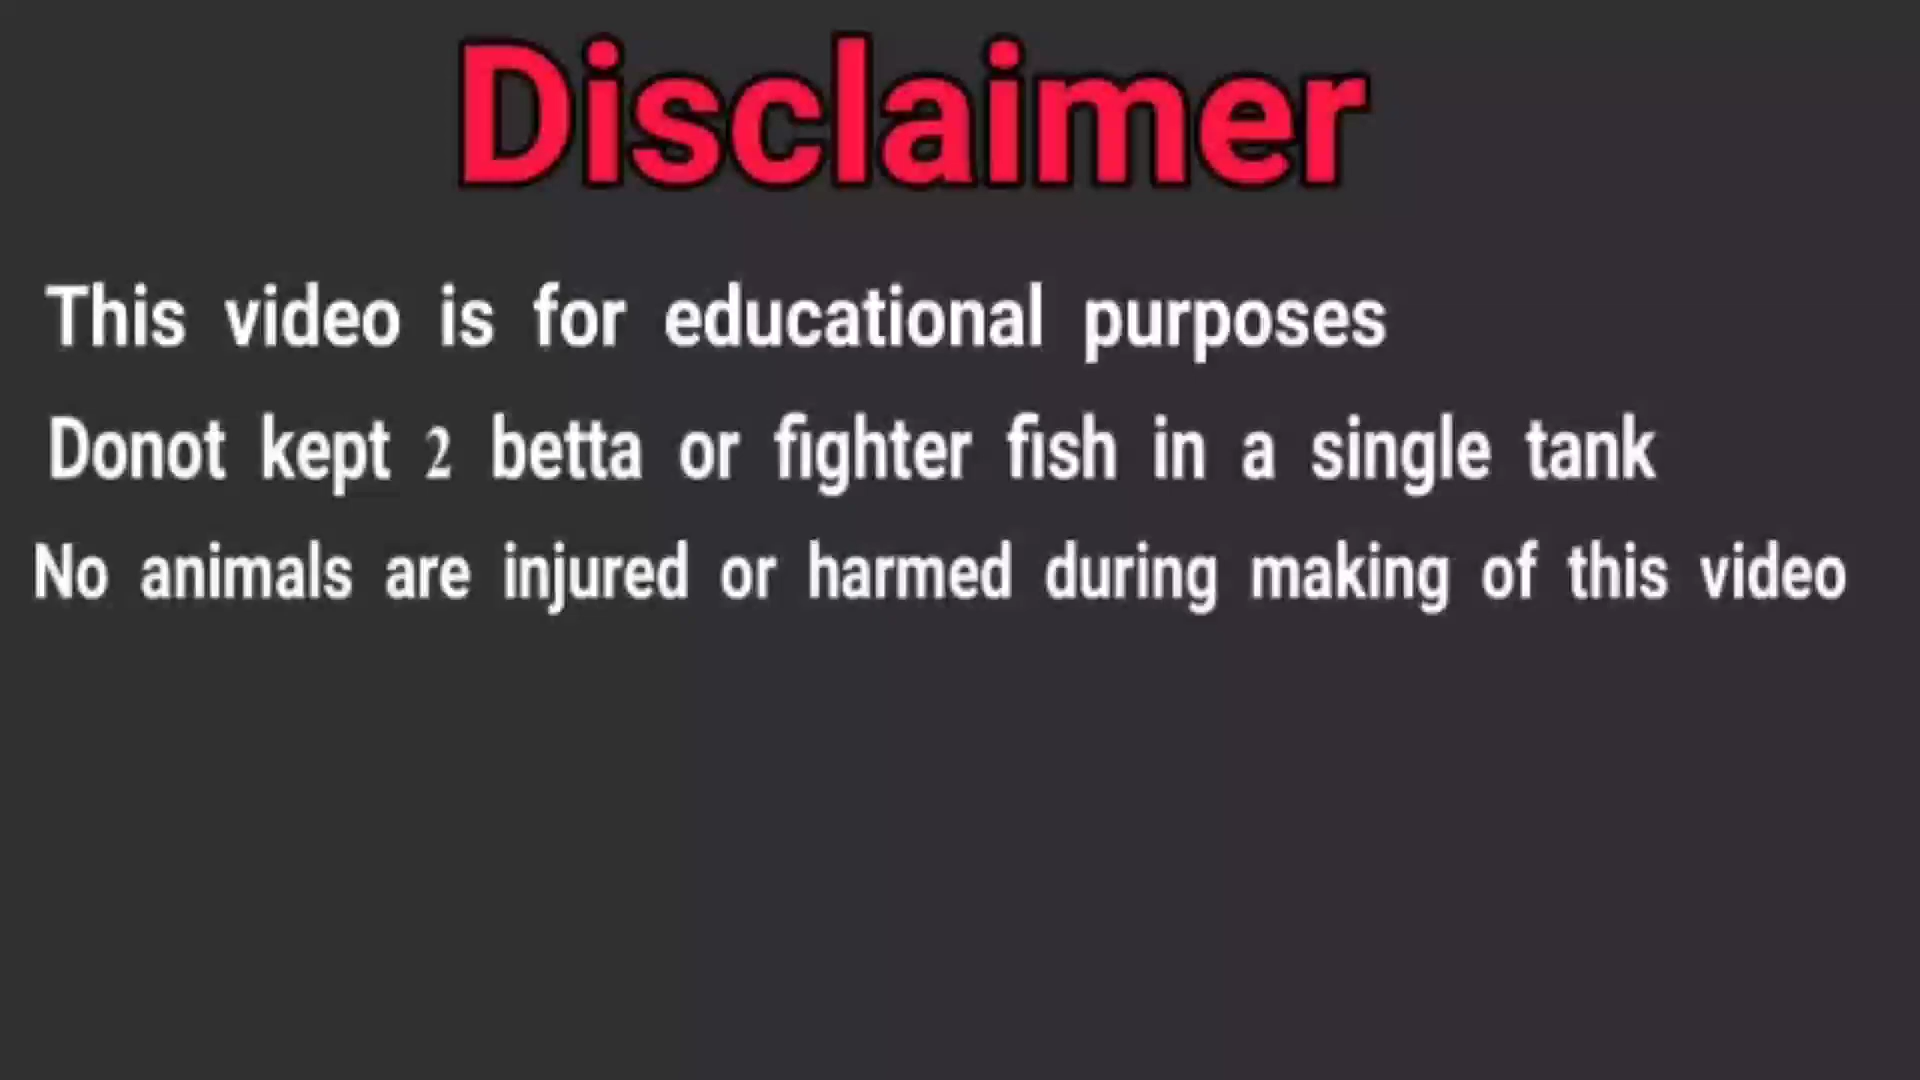 Disclaimer
This video is for educational purposes
Donot kept 2 betta or fighter fish in a single tank
No animals are injured or harmed during making of this video